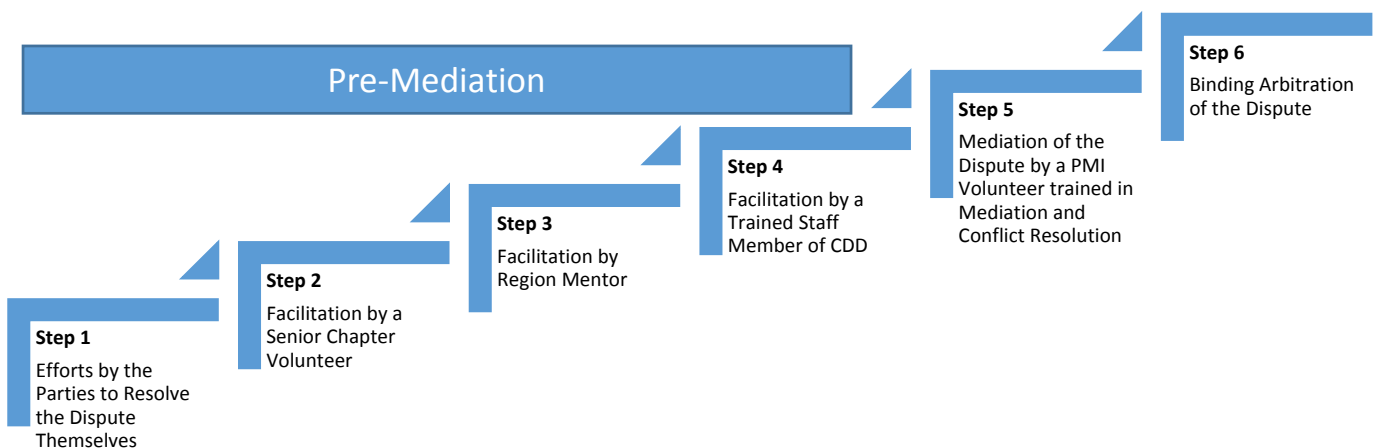 Pre-Mediation
Step 1
Efforts by the
Parties to Resolve
the Dispute
Themselves
Step 2
Facilitation by a
Senior Chapter
Volunteer
Step 3
Facilitation by
Region Mentor
Step 4
Facilitation by a
Trained Staff
Member of CDD
Step 5
Mediation of the
Dispute by a PMI
Volunteer trained in
Mediation and
Conflict Resolution
Step 6
Binding Arbitration
of the Dispute